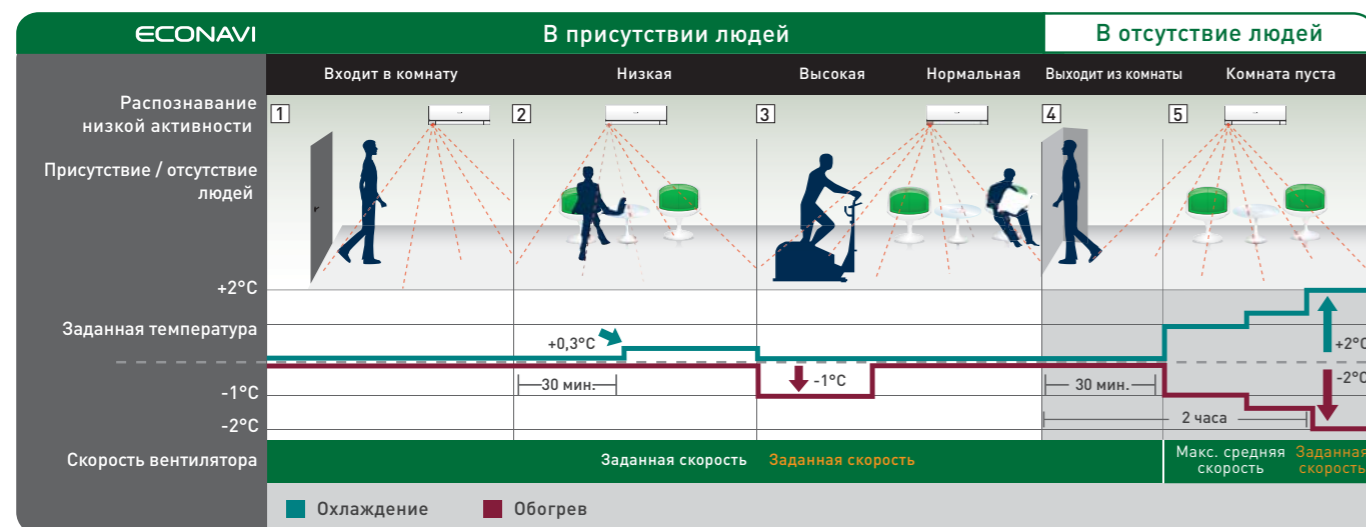 ECONAVI
В присутствии людей
В отсутствие людей
Входит в комнату
Низкая
Высокая
Нормальная
Выходит из комнаты
Комната пуста
Распознавание
низкой активности
Присутствие / отсутствие
людей
1
2
3
4
5
+2°C
Заданная температура
-1°C
-2°C
+0,3°C
30 мин.
-1°C
30 мин.
2 часа
+2°C
-2°C
Скорость вентилятора
Заданная скорость
Заданная скорость
Макс. средняя
скорость
Заданная
скорость
Охлаждение
Обогрев